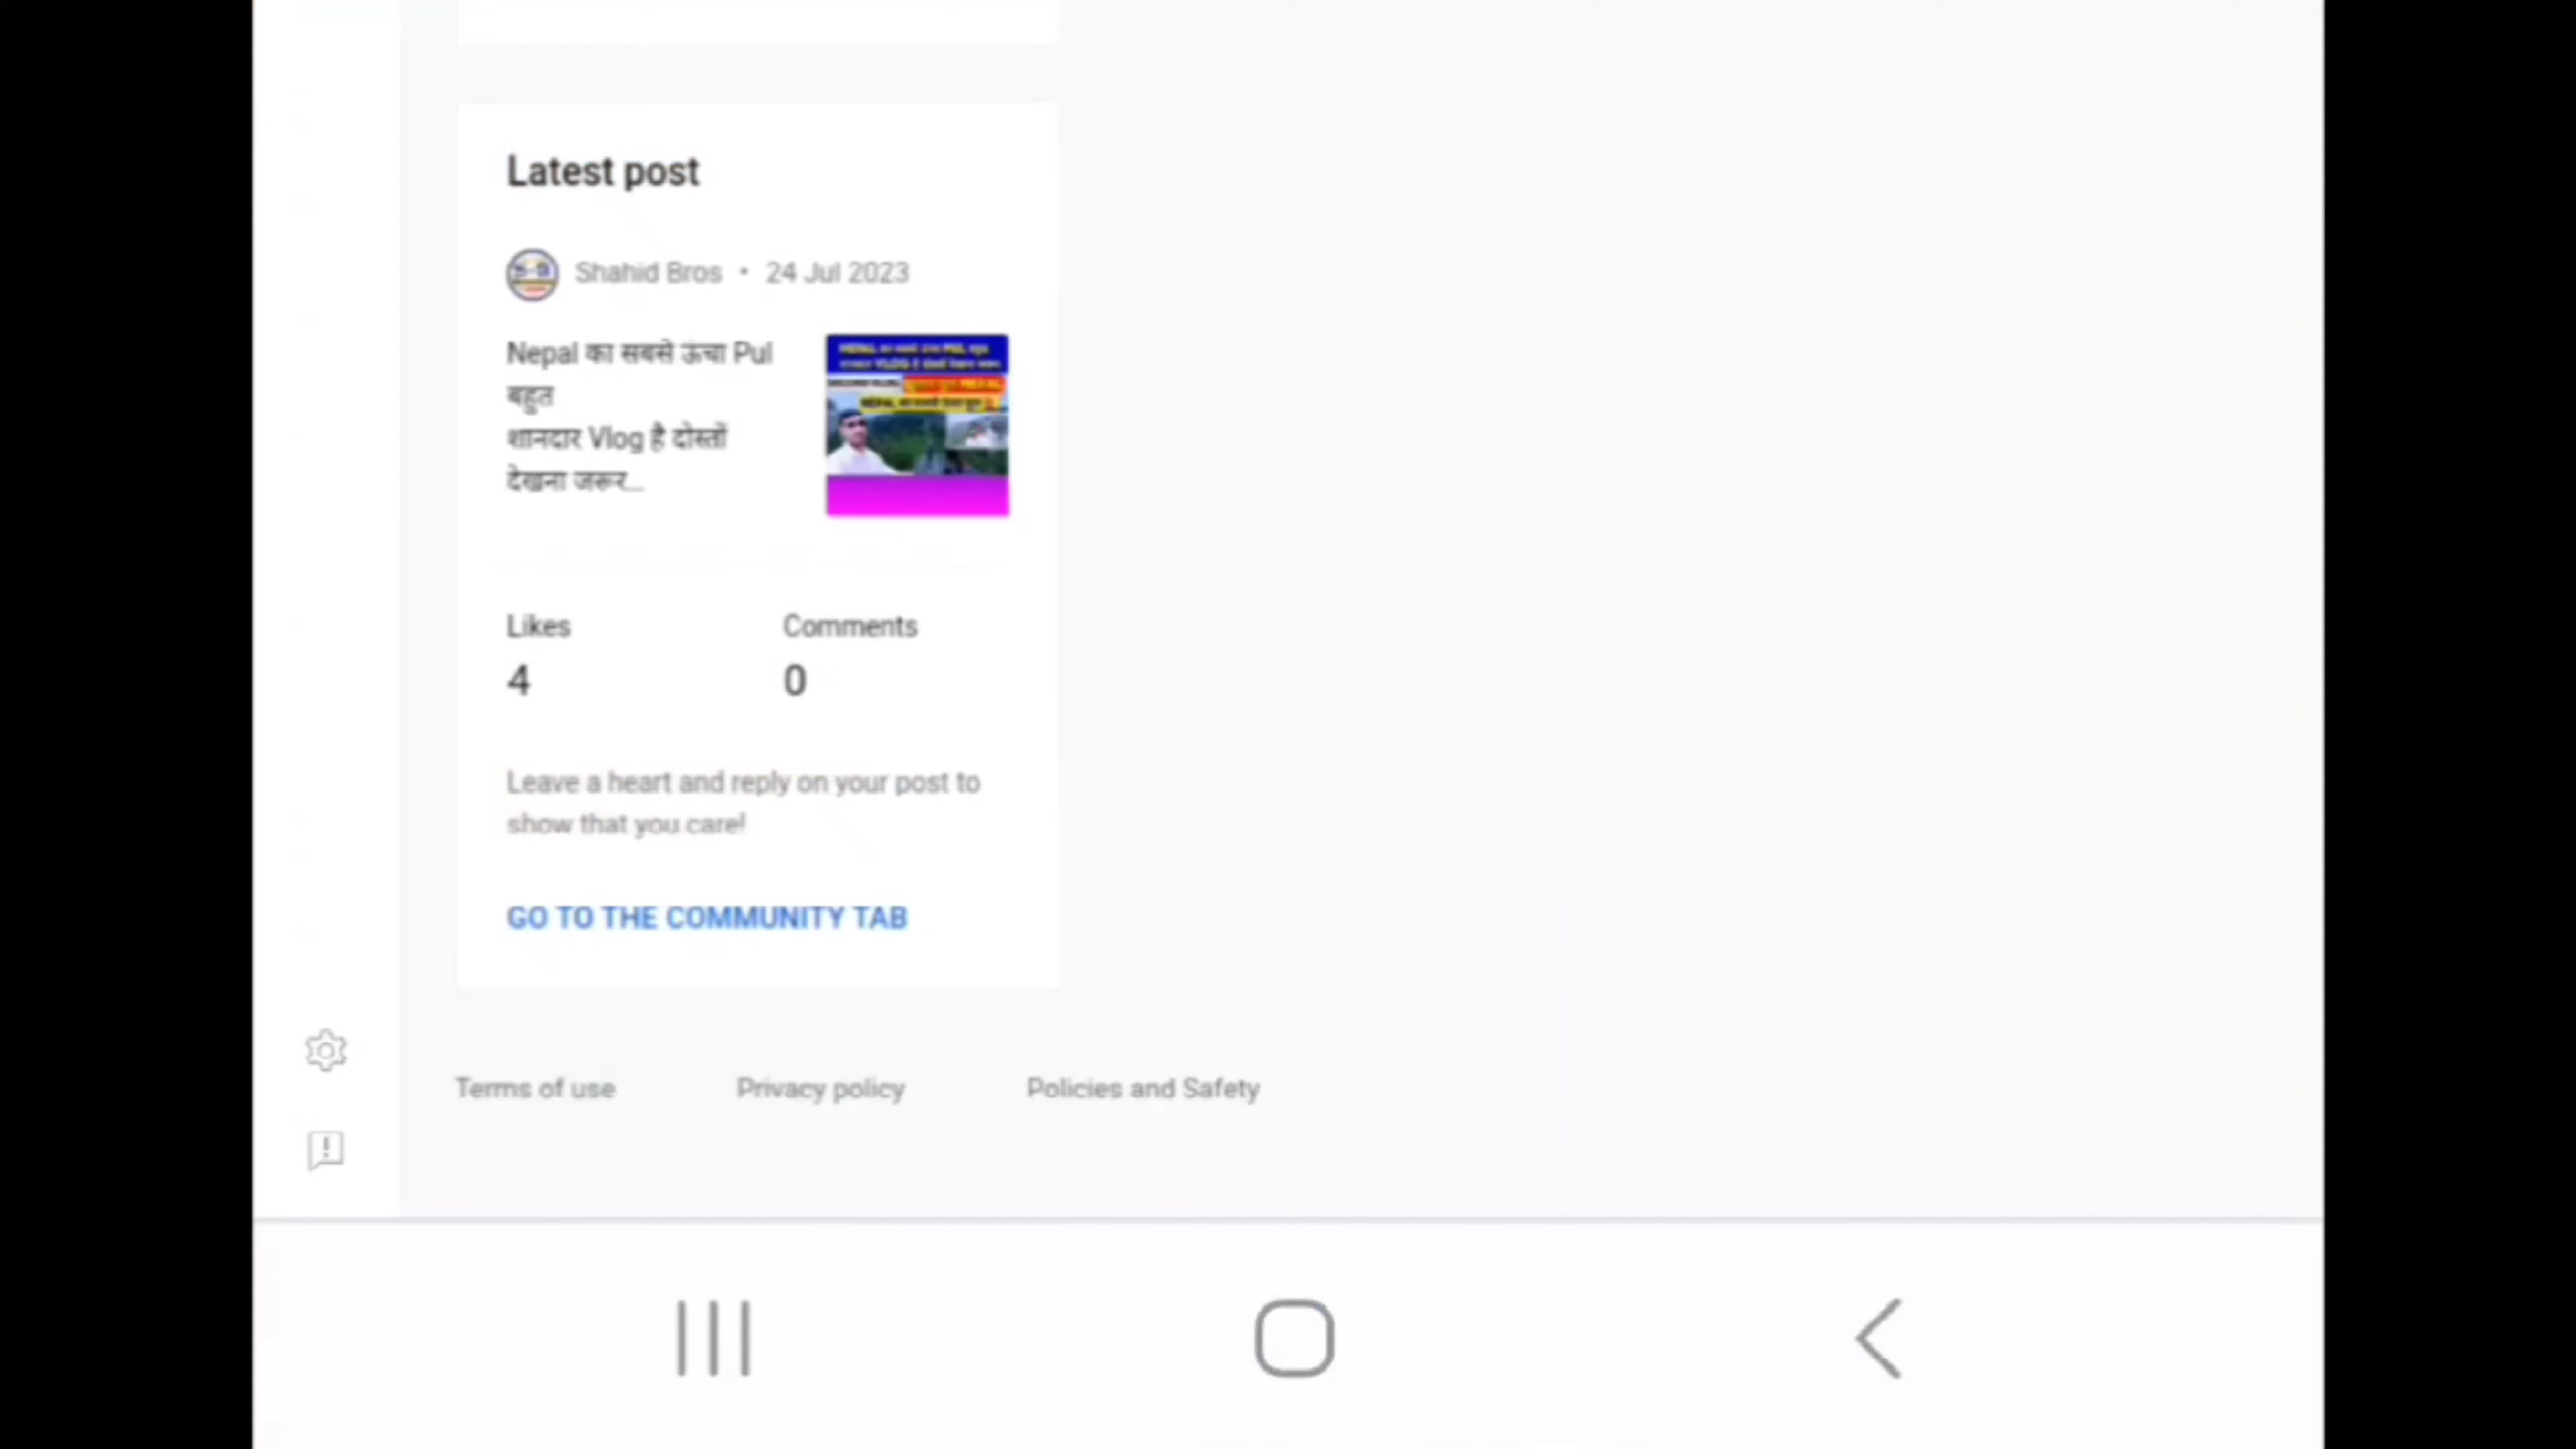 Latest post
Shahid Bros • 24 Jul 2023
Nepal का सबसे ऊंचा Pul
बहुत
शानदार Vlog है दोस्तों
देखना जरूर...
Likes
Comments
4
0
Leave a heart and reply on your post to
show that you care!
GO TO THE COMMUNITY TAB
Terms of use
Privacy policy
Policies and Safety